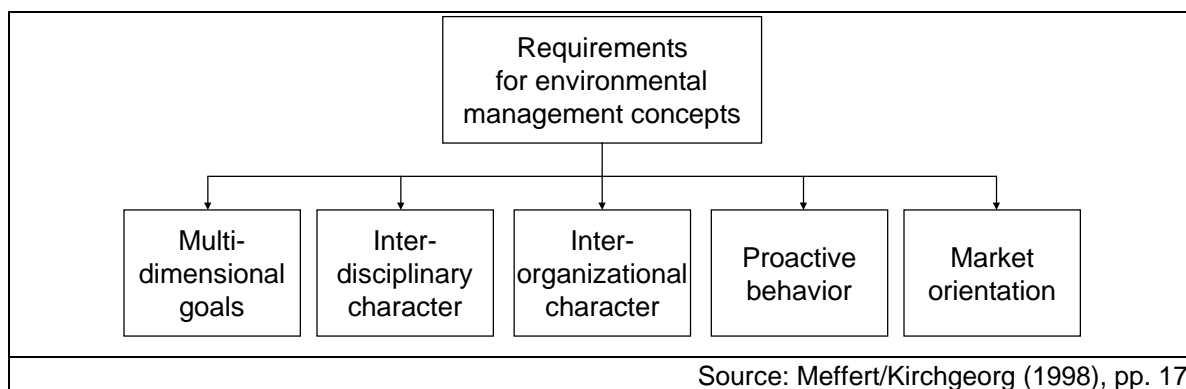 Requirements
for environmental
management concepts
Multi-
dimensional
goals
Inter-
disciplinary
character
Inter-
organizational
character
Proactive
behavior
Market
orientation
Source: Meffert/Kirchgeorg (1998), pp. 17